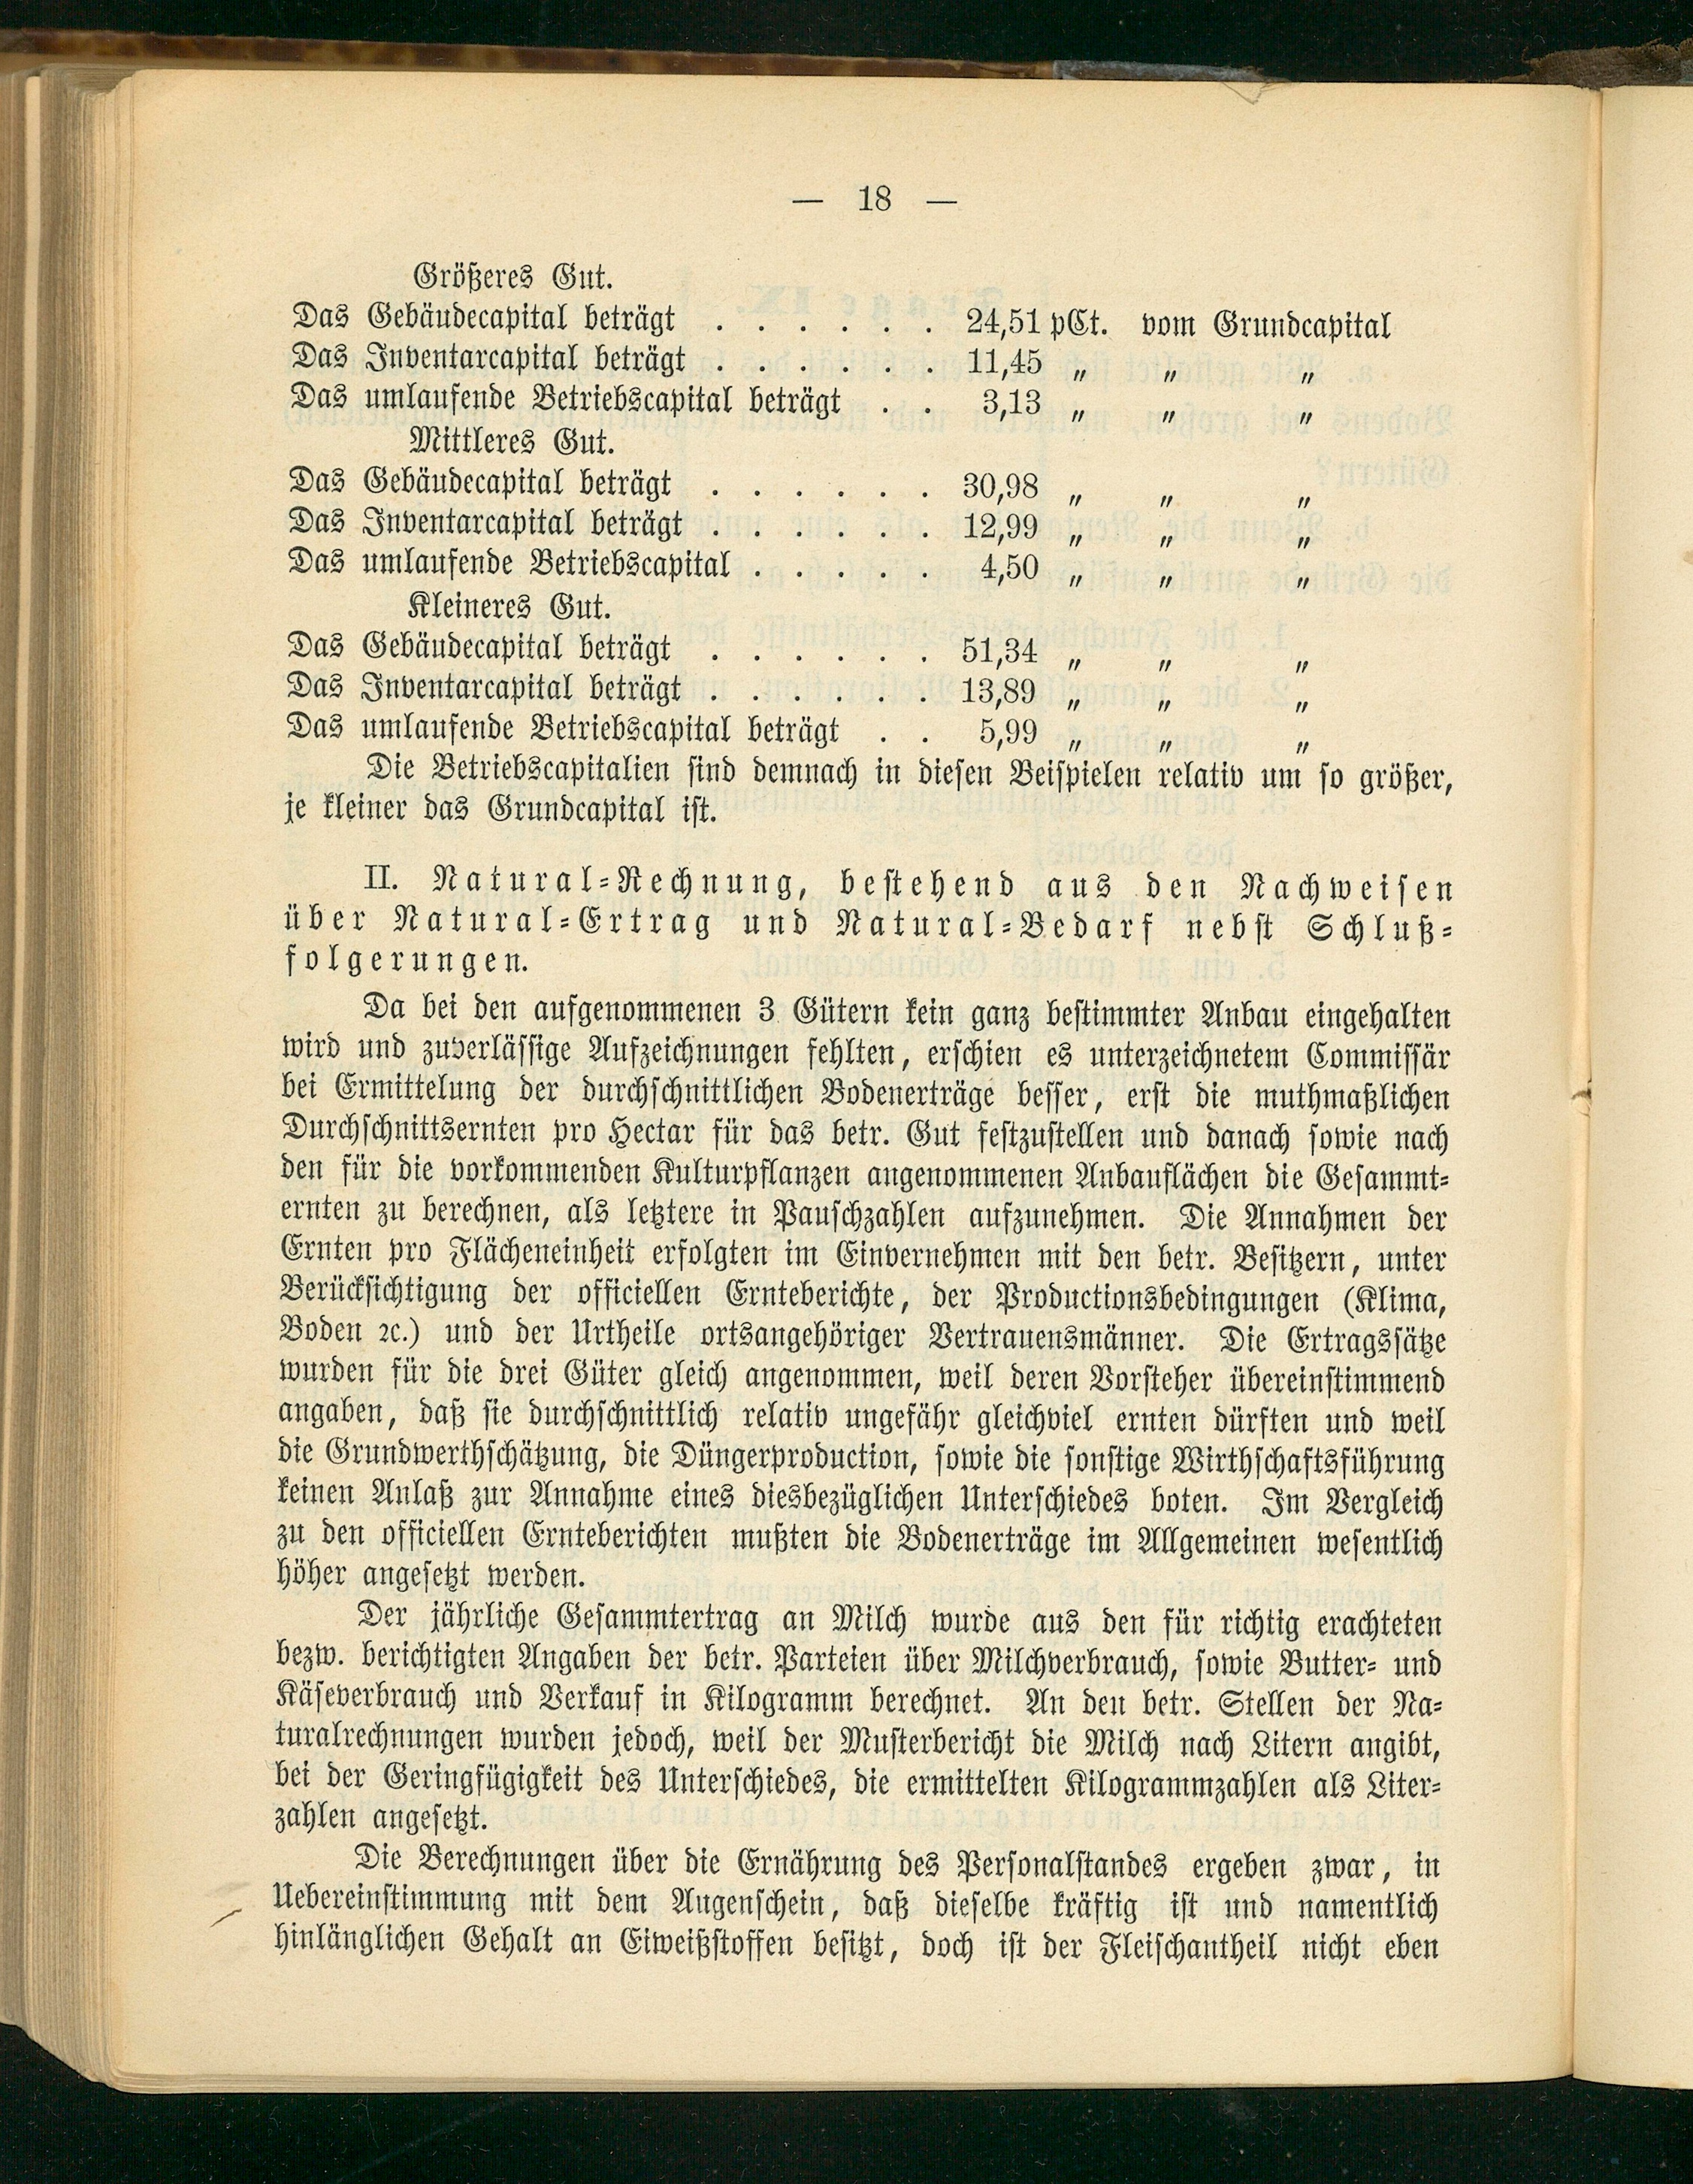 — 18 —
Größeres Gut.
Das Gebäudecapital beträgt . . . . . . 24,51 pCt. vom Grundcapital
Das Inventarcapital beträgt . . . . . . 11,45 „ „ „
Das umlaufende Betriebscapital beträgt . . 3,13 „ „ „
Mittleres Gut.
Das Gebäudecapital beträgt . . . . . . 30,98 „ „ „
Das Inventarcapital beträgt . . . . . . 12,99 „ „ „
Das umlaufende Betriebscapital . . . . . 4,50 „ „ „
Kleineres Gut.
Das Gebäudecapital beträgt . . . . . . 51,34 „ „ „
Das Inventarcapital beträgt . . . . . . 13,89 „ „ „
Das umlaufende Betriebscapital beträgt . . 5,99 „ „ „
Die Betriebscapitalien sind demnach in diesen Beispielen relativ um so größer,
je kleiner das Grundcapital ist.
II. Natural-Rechnung, bestehend aus den Nachweisen
über Natural-Ertrag und Natural-Bedarf nebst Schluß-
folgerungen.
Da bei den aufgenommenen 3 Gütern kein ganz bestimmter Anbau eingehalten
wird und zuverlässige Aufzeichnungen fehlten, erschien es unterzeichnetem Commissär
bei Ermittelung der durchschnittlichen Bodenerträge besser, erst die muthmaßlichen
Durchschnittsernten pro Hectar für das betr. Gut festzustellen und danach sowie nach
den für die vorkommenden Kulturpflanzen angenommenen Anbauflächen die Gesammt-
ernten zu berechnen, als letztere in Pauschzahlen aufzunehmen. Die Annahmen der
Ernten pro Flächeneinheit erfolgten im Einvernehmen mit den betr. Besitzern, unter
Berücksichtigung der officiellen Ernteberichte, der Productionsbedingungen (Klima,
Boden ꝛc.) und der Urtheile ortsangehöriger Vertrauensmänner. Die Ertragssätze
wurden für die drei Güter gleich angenommen, weil deren Vorsteher übereinstimmend
angaben, daß sie durchschnittlich relativ ungefähr gleichviel ernten dürften und weil
die Grundwerthschätzung, die Düngerproduction, sowie die sonstige Wirthschaftsführung
keinen Anlaß zur Annahme eines diesbezüglichen Unterschiedes boten. Im Vergleich
zu den officiellen Ernteberichten mußten die Bodenerträge im Allgemeinen wesentlich
höher angesetzt werden.
Der jährliche Gesammtertrag an Milch wurde aus den für richtig erachteten
bezw. berichtigten Angaben der betr. Parteien über Milchverbrauch, sowie Butter- und
Käseverbrauch und Verkauf in Kilogramm berechnet. An den betr. Stellen der Na-
turalrechnungen wurden jedoch, weil der Musterbericht die Milch nach Litern angibt,
bei der Geringfügigkeit des Unterschiedes, die ermittelten Kilogrammzahlen als Liter-
zahlen angesetzt.
Die Berechnungen über die Ernährung des Personalstandes ergeben zwar, in
Uebereinstimmung mit dem Augenschein, daß dieselbe kräftig ist und namentlich
hinlänglichen Gehalt an Eiweißstoffen besitzt, doch ist der Fleischantheil nicht eben